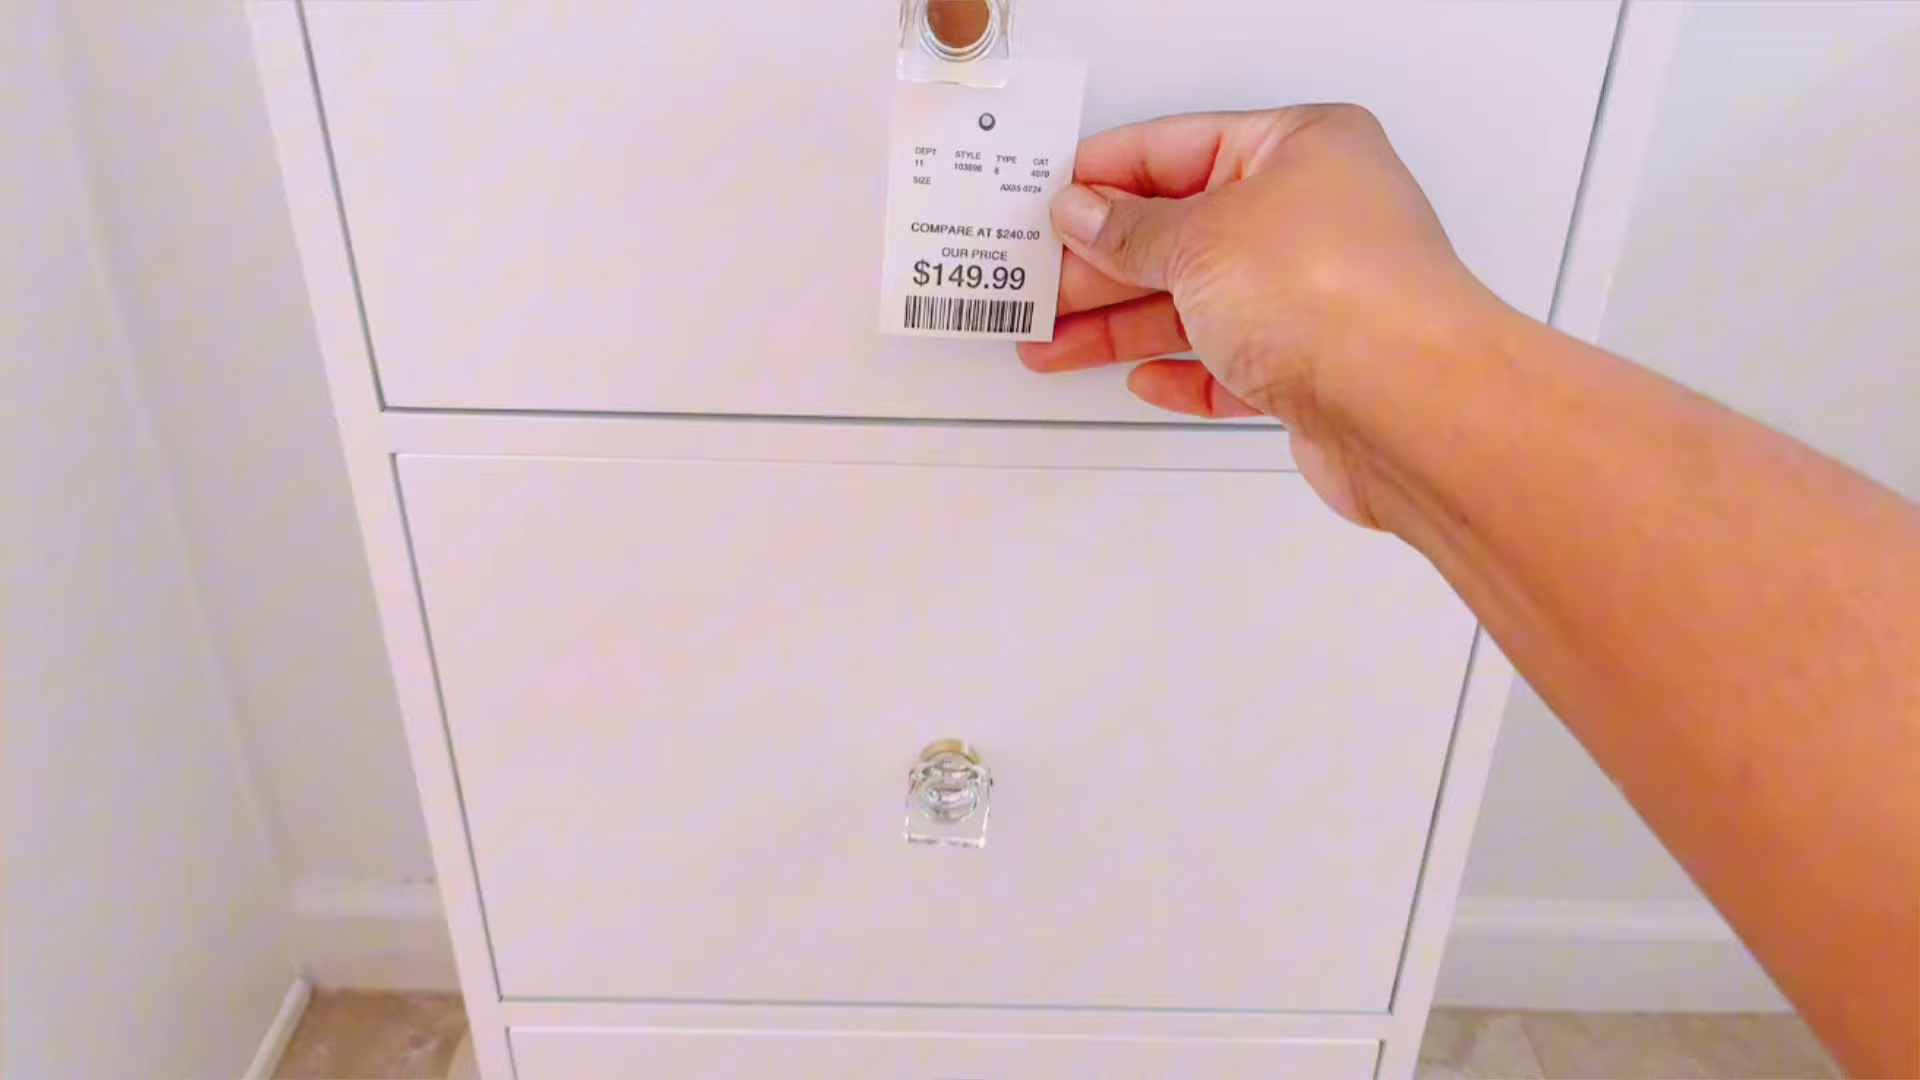 DEPT STYLE TYPE CAT
11 103596 6 4070
SIZE
COMPARE AT $240.00
OUR PRICE
$149.99